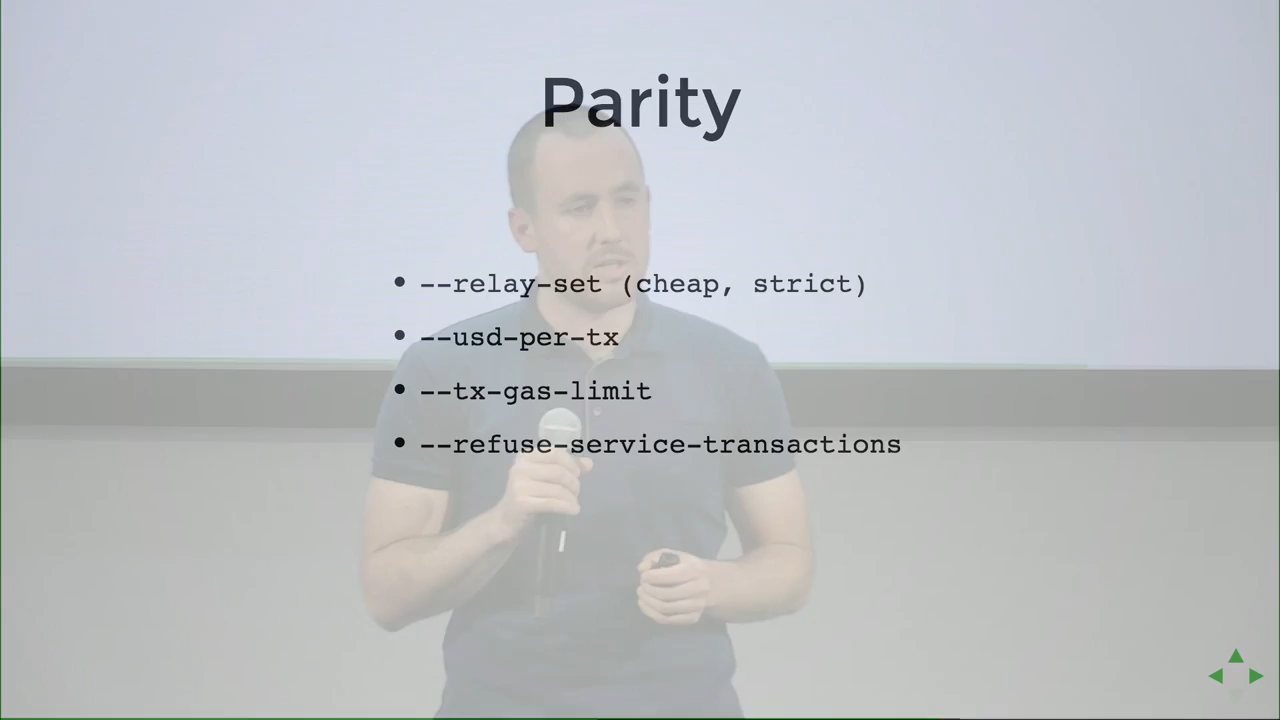 Parity
• --relay-set (cheap, strict)
• --usd-per-tx
• --tx-gas-limit
• --refuse-service-transactions